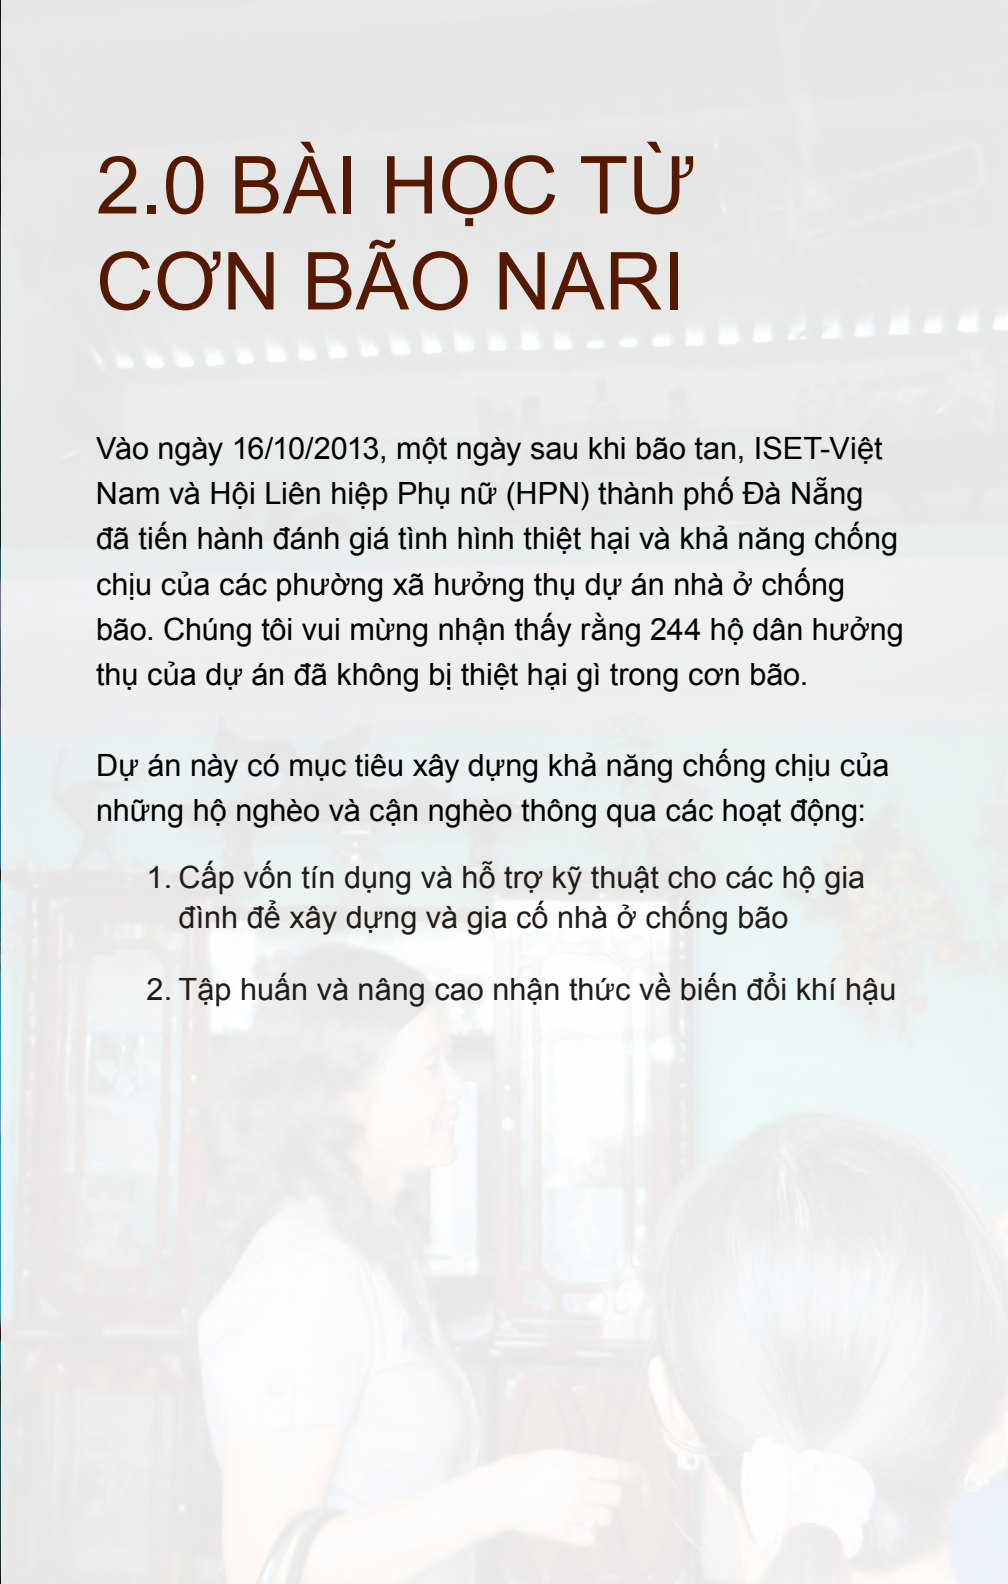 2.0 BÀI HỌC TỪ
CƠN BÃO NARI
Vào ngày 16/10/2013, một ngày sau khi bão tan, ISET-Việt
Nam và Hội Liên hiệp Phụ nữ (HPN) thành phố Đà Nẵng
đã tiến hành đánh giá tình hình thiệt hại và khả năng chống
chịu của các phường xã hưởng thụ dự án nhà ở chống
bão. Chúng tôi vui mừng nhận thấy rằng 244 hộ dân hưởng
thụ của dự án đã không bị thiệt hại gì trong cơn bão.
Dự án này có mục tiêu xây dựng khả năng chống chịu của
những hộ nghèo và cận nghèo thông qua các hoạt động:
1. Cấp vốn tín dụng và hỗ trợ kỹ thuật cho các hộ gia
đình để xây dựng và gia cố nhà ở chống bão
2. Tập huấn và nâng cao nhận thức về biến đổi khí hậu